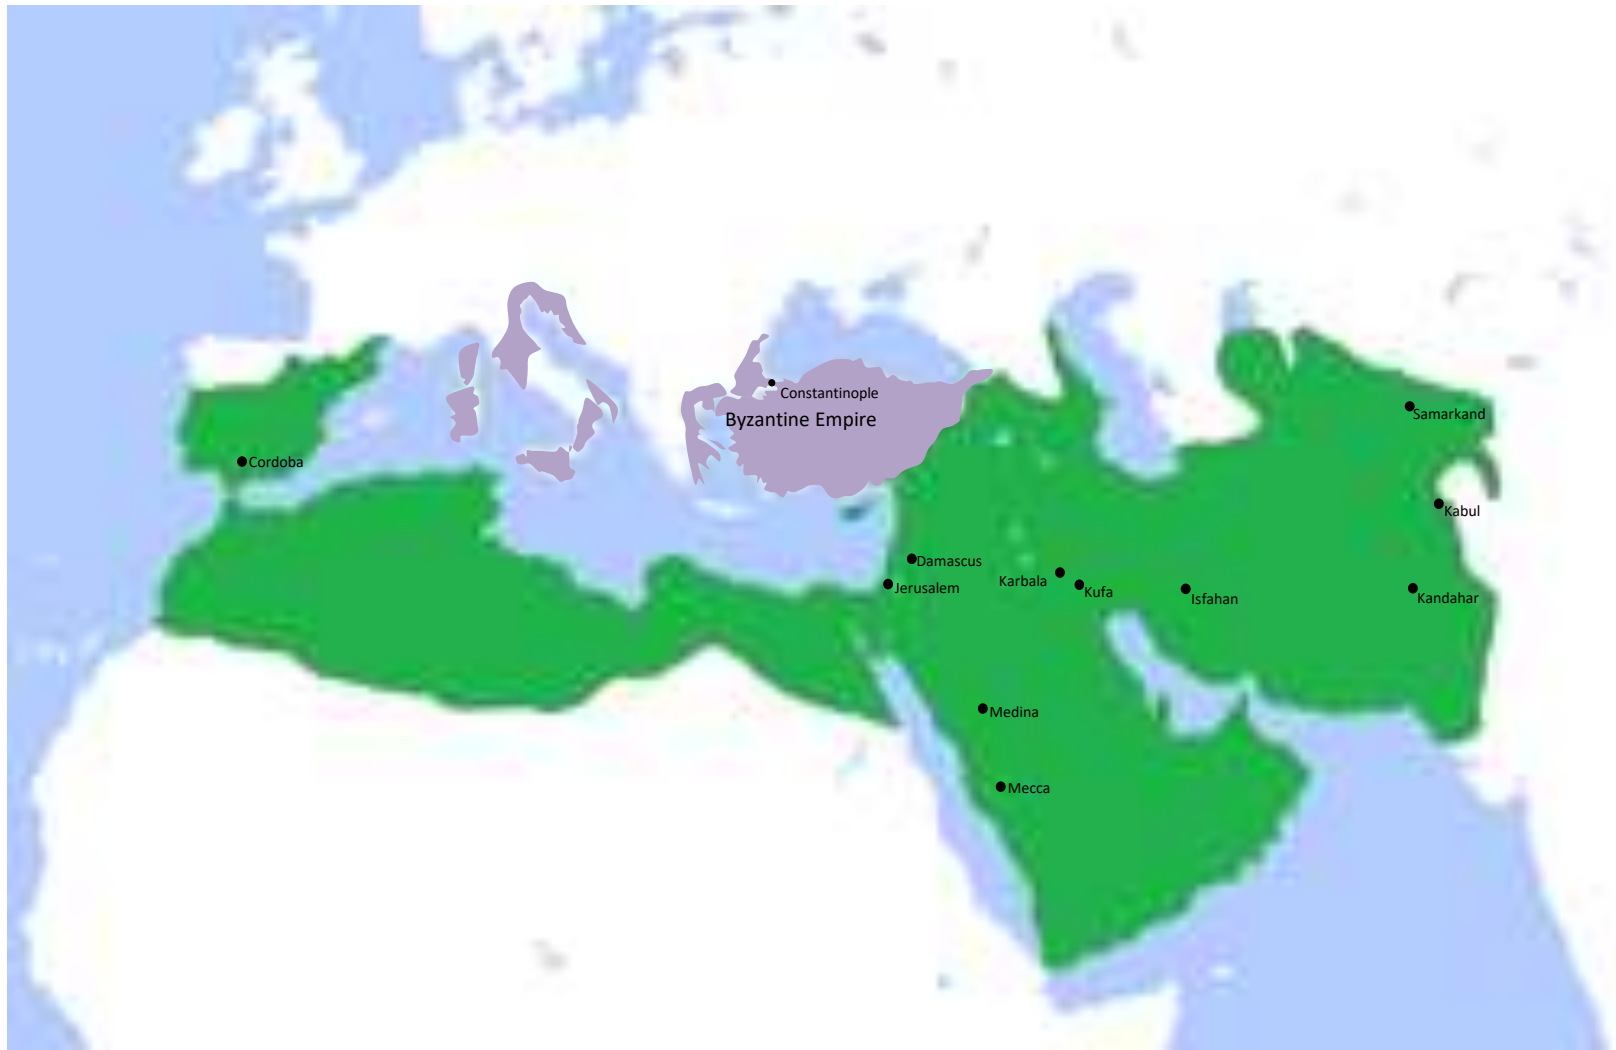 Constantinople
Byzantine Empire
Samarkand
Cordoba
Kabul
Damascus
Karbala
Jerusalem
Kufa
Isfahan
Kandahar
Medina
Mecca